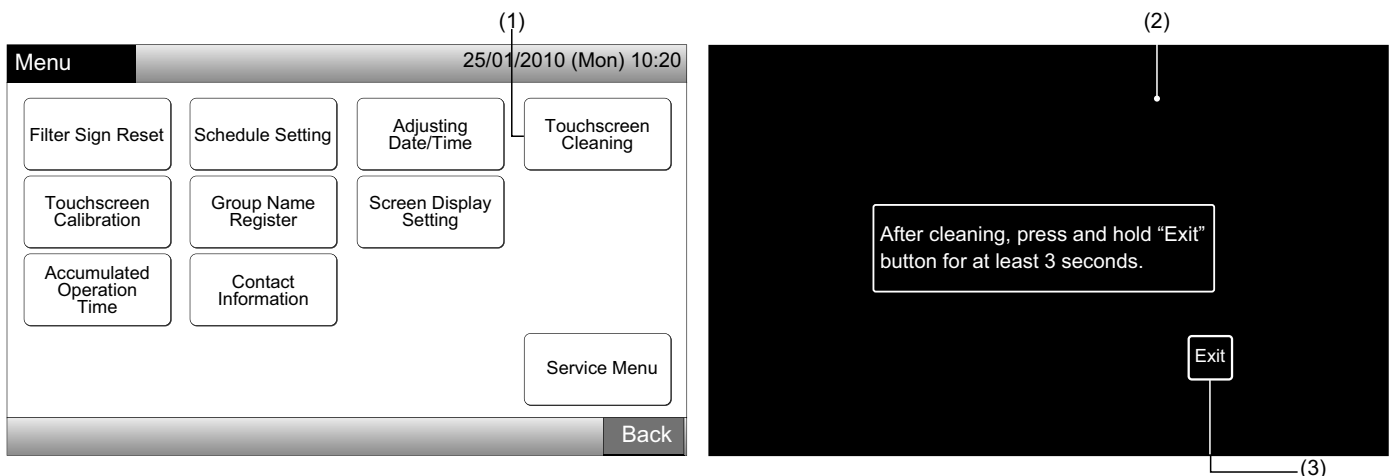 (1)
Menu
25/01/2010 (Mon) 10:20
Filter Sign Reset
Schedule Setting
Adjusting
Date/Time
Touchscreen
Cleaning
Touchscreen
Calibration
Group Name
Register
Screen Display
Setting
Accumulated
Operation
Time
Contact
Information
Service Menu
Back
(2)
After cleaning, press and hold “Exit”
button for at least 3 seconds.
Exit
(3)